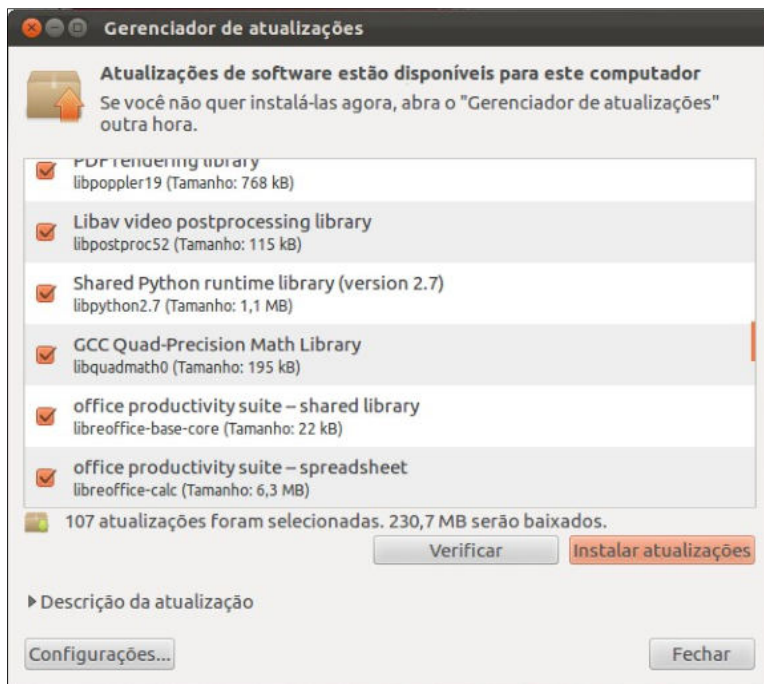 Gerenciador de atualizações
Atualizações de software estão disponíveis para este computador
Se você não quer instalá-las agora, abra o "Gerenciador de atualizações"
outra hora.
PDF rendering library
libpoppler19 (Tamanho: 768 kB)
Libav video postprocessing library
libpostproc52 (Tamanho: 115 kB)
Shared Python runtime library (version 2.7)
libpython2.7 (Tamanho: 1,1 MB)
GCC Quad-Precision Math Library
libquadmath0 (Tamanho: 195 kB)
office productivity suite – shared library
libreoffice-base-core (Tamanho: 22 kB)
office productivity suite – spreadsheet
libreoffice-calc (Tamanho: 6,3 MB)
107 atualizações foram selecionadas. 230,7 MB serão baixados.
Verificar
Instalar atualizações
Descrição da atualização
Configurações...
Fechar